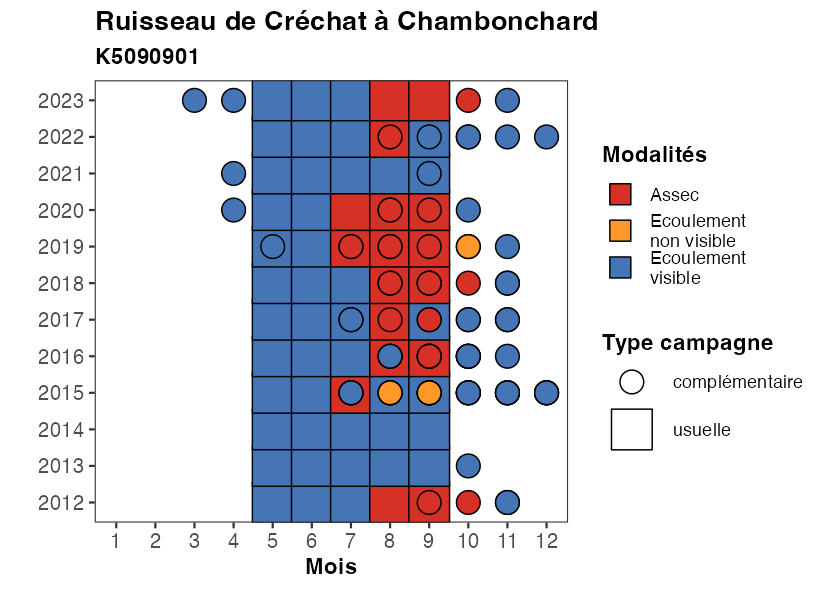 Ruisseau de Créchat à Chambonchard
K5090901
2023
2022
2021
2020
2019
2018
2017
2016
2015
2014
2013
2012
1 2 3 4 5 6 7 8 9 10 11 12
Mois
Modalités
Assec
Ecoulement
non visible
Ecoulement
visible
Type campagne
complémentaire
usuelle